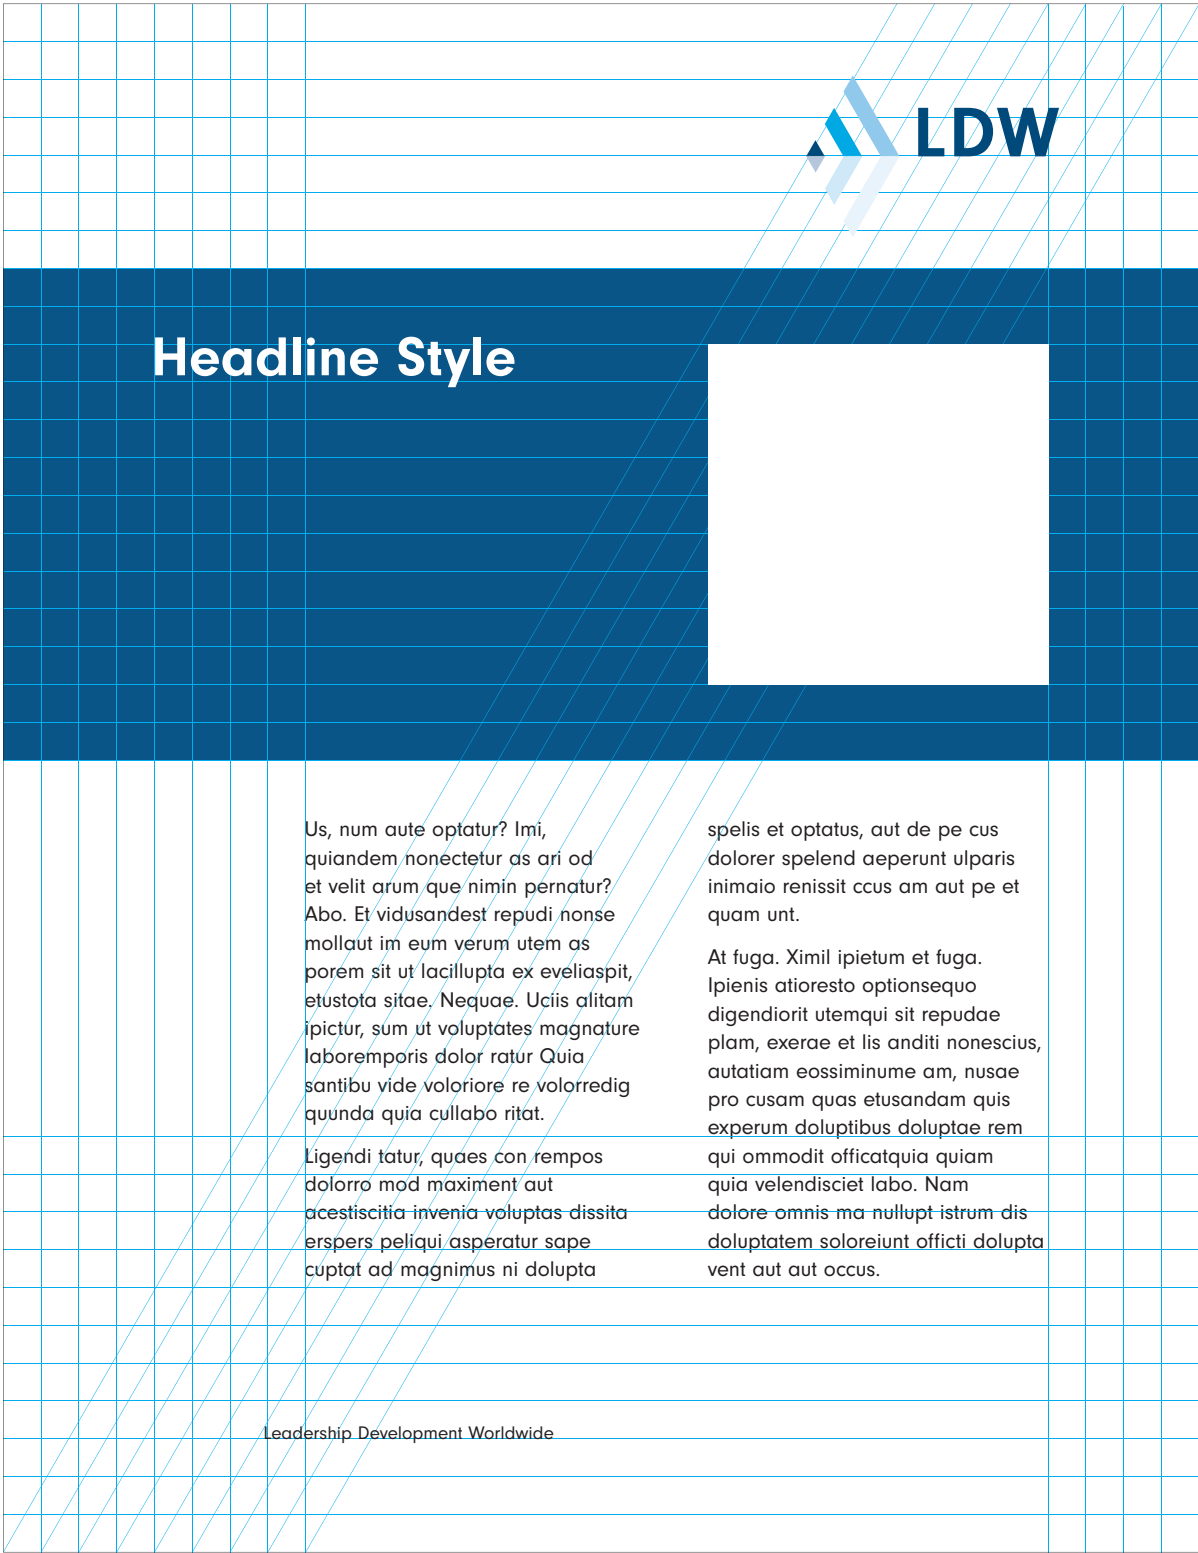 LDW
Headline Style
Us, num aute optatur? Imi,
quiandem nonectetur as ari od
et velit arum que nimin pernatur?
Abo. Et vidusandest repudi nonse
mollaut im eum verum utem as
porem sit ut lacillupta ex eveliaspit,
etustota sitae. Nequae. Uciis alitam
ipictur, sum ut voluptates magnature
laboremporis dolor ratur Quia
santibu vide voloriore re volorredig
quunda quia cullabo ritat.
Ligendi tatur, quaes con rempos
dolorro mod maximent aut
acestiscitia invenia voluptas dissita
erspers peliqui asperatur sape
cuptat ad magnimus ni dolupta
spelis et optatus, aut de pe cus
dolorer spelend aeperunt ulparis
inimaio renissit ccus am aut pe et
quam unt.
At fuga. Ximil ipietum et fuga.
Ipienis atioresto optionsequo
digendiorit utemqui sit repudae
plam, exerae et lis anditi nonescius,
autatiam eossiminume am, nusae
pro cusam quas etusandam quis
experum doluptibus doluptae rem
qui ommodit officatquia quiam
quia velendisciet labo. Nam
dolore omnis ma nullupt istrum dis
doluptatem soloreiunt officti dolupta
vent aut aut occus.
Leadership Development Worldwide